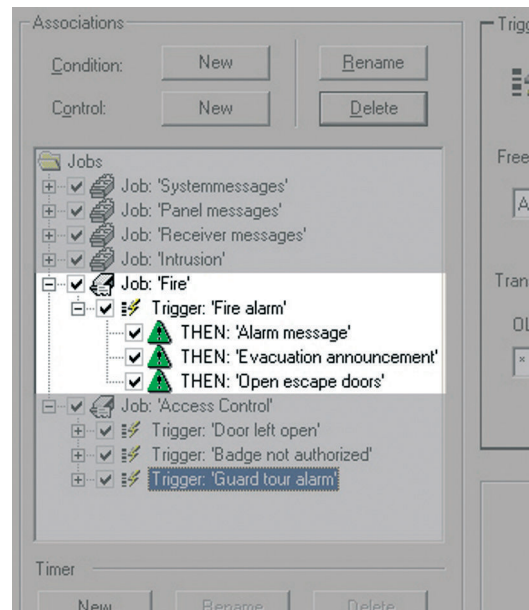 Associations
Condition: New Rename
Control: New Delete
Jobs
Job: 'Systemmessages'
Job: 'Panel messages'
Job: 'Receiver messages'
Job: 'Intrusion'
Job: 'Fire'
Trigger: 'Fire alarm'
THEN: 'Alarm message'
THEN: 'Evacuation announcement'
THEN: 'Open escape doors'
Job: 'Access Control'
Trigger: 'Door left open'
Trigger: 'Badge not authorized'
Trigger: 'Guard tour alarm'
Timer
New Rename Delete
Trigg
Free
A
Tran
OL
*